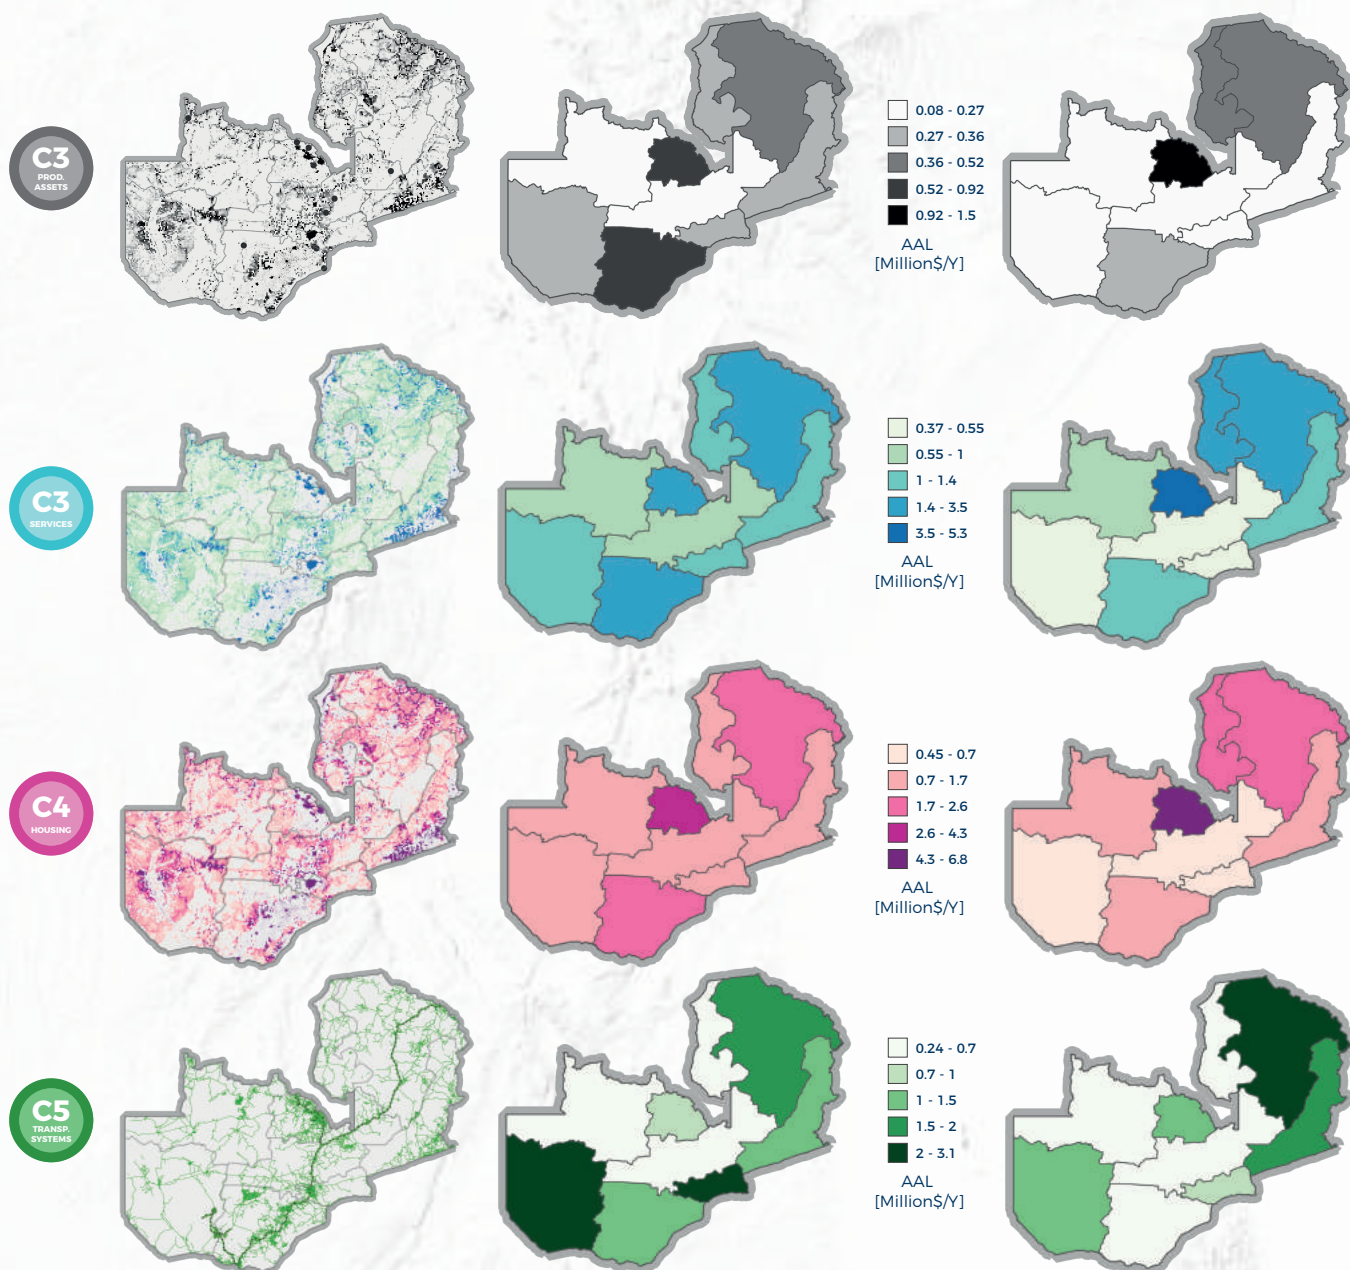 C3
PROD.
ASSETS
0.08 - 0.27
0.27 - 0.36
0.36 - 0.52
0.52 - 0.92
0.92 - 1.5
AAL
[Million$/Y]
C3
SERVICES
0.37 - 0.55
0.55 - 1
1 - 1.4
1.4 - 3.5
3.5 - 5.3
AAL
[Million$/Y]
C4
HOUSING
0.45 - 0.7
0.7 - 1.7
1.7 - 2.6
2.6 - 4.3
4.3 - 6.8
AAL
[Million$/Y]
C5
TRANSP.
SYSTEMS
0.24 - 0.7
0.7 - 1
1 - 1.5
1.5 - 2
2 - 3.1
AAL
[Million$/Y]